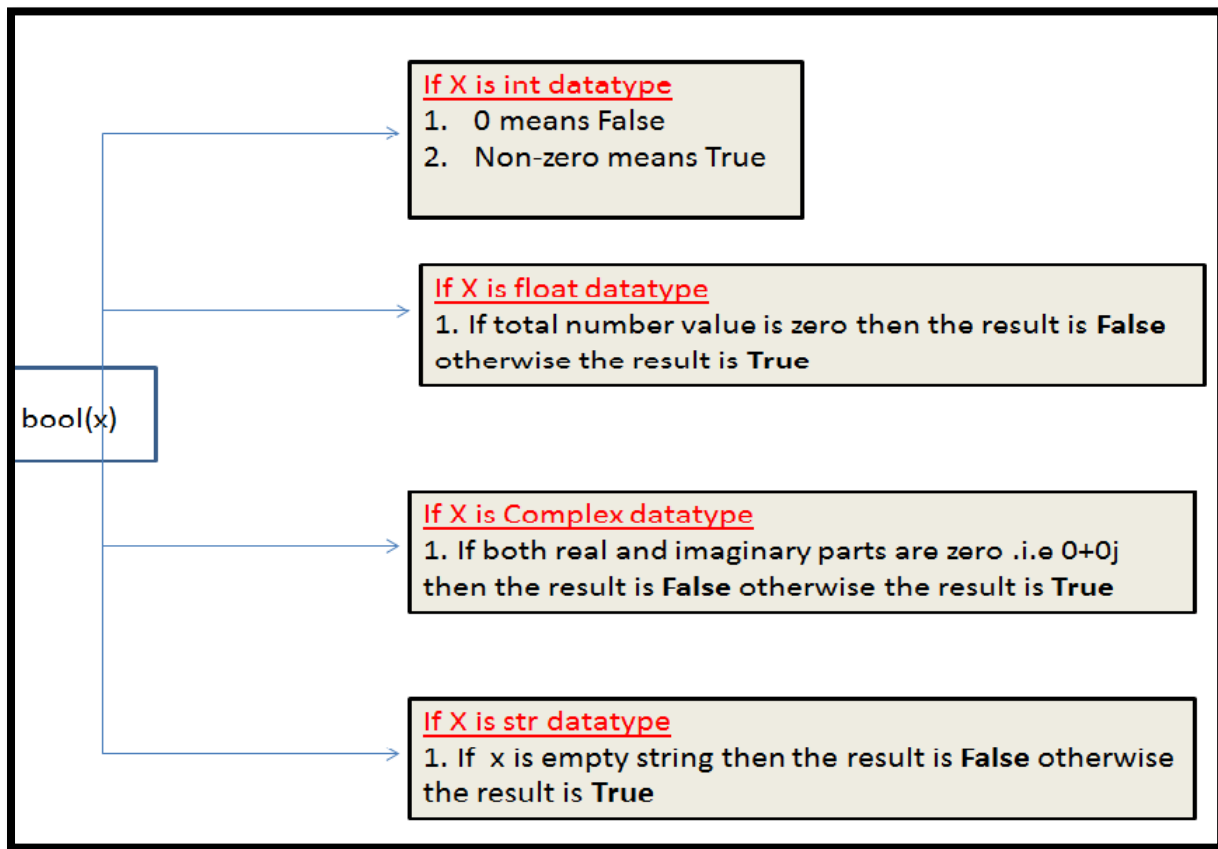 If X is int datatype
1. 0 means False
2. Non-zero means True
If X is float datatype
1. If total number value is zero then the result is False
otherwise the result is True
bool(x)
If X is Complex datatype
1. If both real and imaginary parts are zero .i.e 0+0j
then the result is False otherwise the result is True
If X is str datatype
1. If x is empty string then the result is False otherwise
the result is True